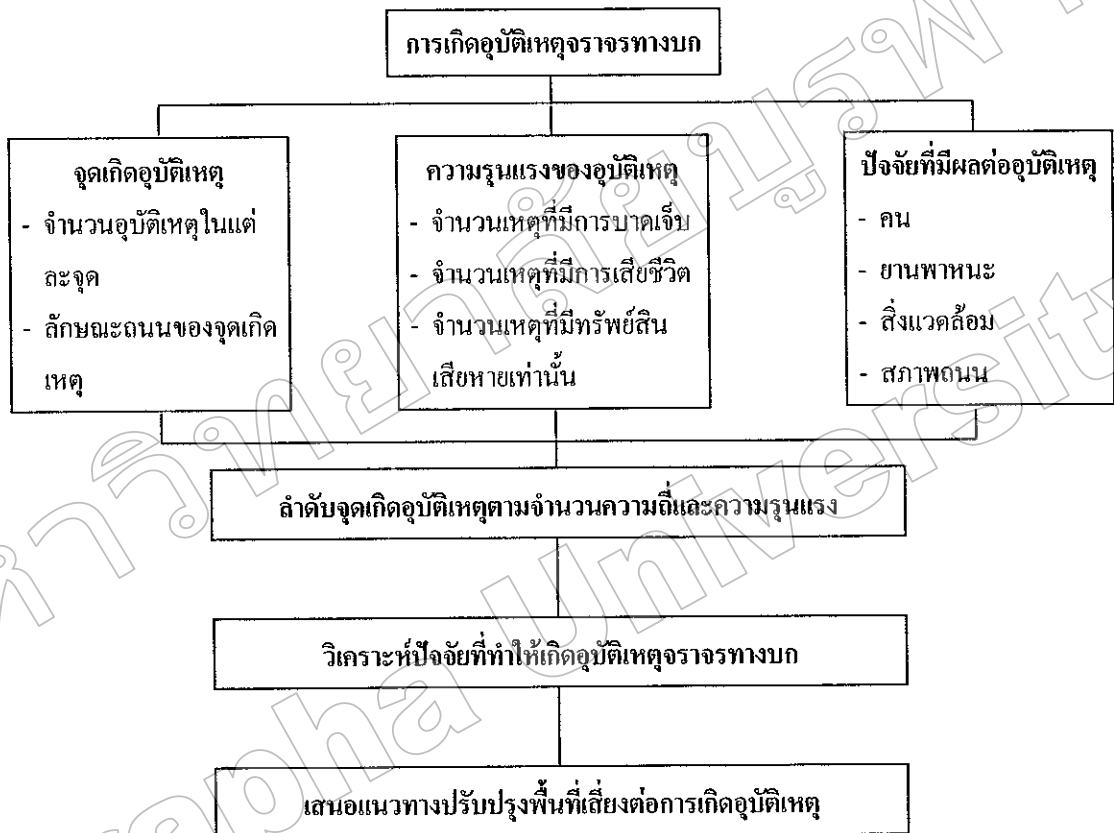 การเกิดอุบัติเหตุจราจรทางบก
จุดเกิดอุบัติเหตุ
- จำนวนอุบัติเหตุในแต่
ละจุด
- ลักษณะถนนของจุดเกิด
เหตุ
ความรุนแรงของอุบัติเหตุ
- จำนวนเหตุที่มีการบาดเจ็บ
- จำนวนเหตุที่มีการเสียชีวิต
- จำนวนเหตุที่มีทรัพย์สิน
เสียหายเท่านั้น
ปัจจัยที่มีผลต่ออุบัติเหตุ
- คน
- ยานพาหนะ
- สิ่งแวดล้อม
- สภาพถนน
ลำดับจุดเกิดอุบัติเหตุตามจำนวนความถี่และความรุนแรง
วิเคราะห์ปัจจัยที่ทำให้เกิดอุบัติเหตุจราจรทางบก
เสนอแนวทางปรับปรุงพื้นที่เสี่ยงต่อการเกิดอุบัติเหตุ
University